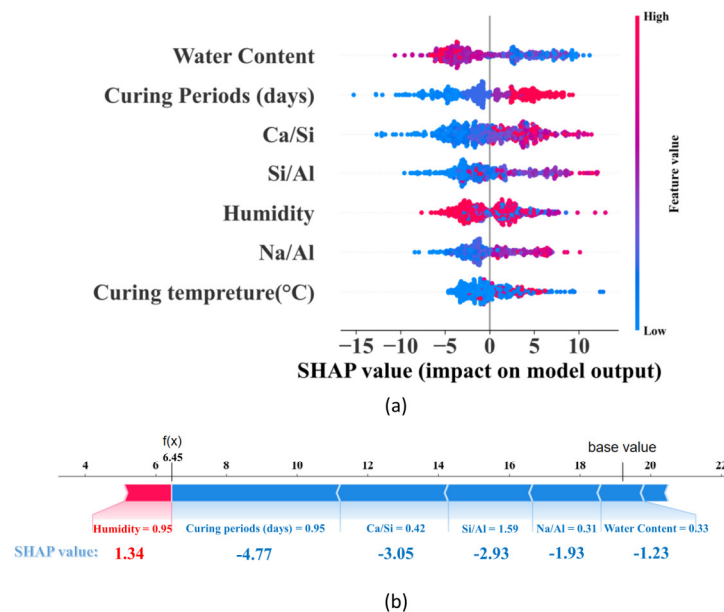 High
Water Content
Curing Periods (days)
Ca/Si
Si/Al
Humidity
Na/Al
Curing tempreture(°C)
Feature value
Low
−15 −10 −5 0 5 10
SHAP value (impact on model output)
(a)
f(x) base value
4 6 6.45 8 10 12 14 16 18 20 22
Humidity = 0.95 Curing periods (days) = 0.95 Ca/Si = 0.42 Si/Al = 1.59 Na/Al = 0.31 Water Content = 0.33
SHAP value: 1.34 -4.77 -3.05 -2.93 -1.93 -1.23
(b)